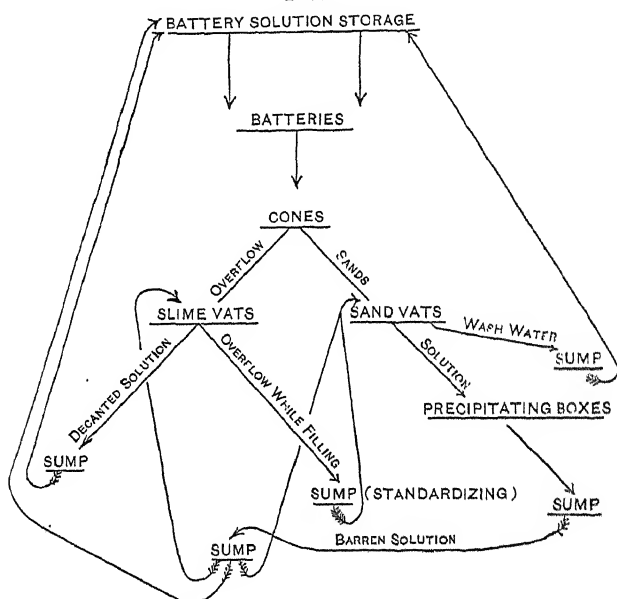 BATTERY SOLUTION STORAGE
BATTERIES
CONES
OVERFLOW
SANDS
SLIME VATS
SAND VATS
WASH WATER
SUMP
DECANTED SOLUTION
OVERFLOW WHILE FILLING
SOLUTION
PRECIPITATING BOXES
SUMP
SUMP (STANDARDIZING)
SUMP
BARREN SOLUTION
SUMP